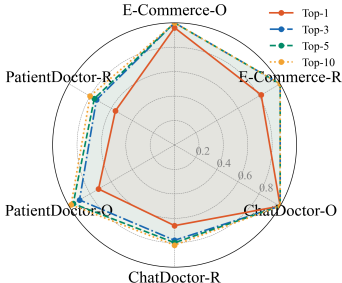 E-Commerce-O
Top-1
Top-3
Top-5
Top-10
PatientDoctor-R
E-Commerce-R
0.2
0.4
0.6
0.8
PatientDoctor-O
ChatDoctor-O
ChatDoctor-R